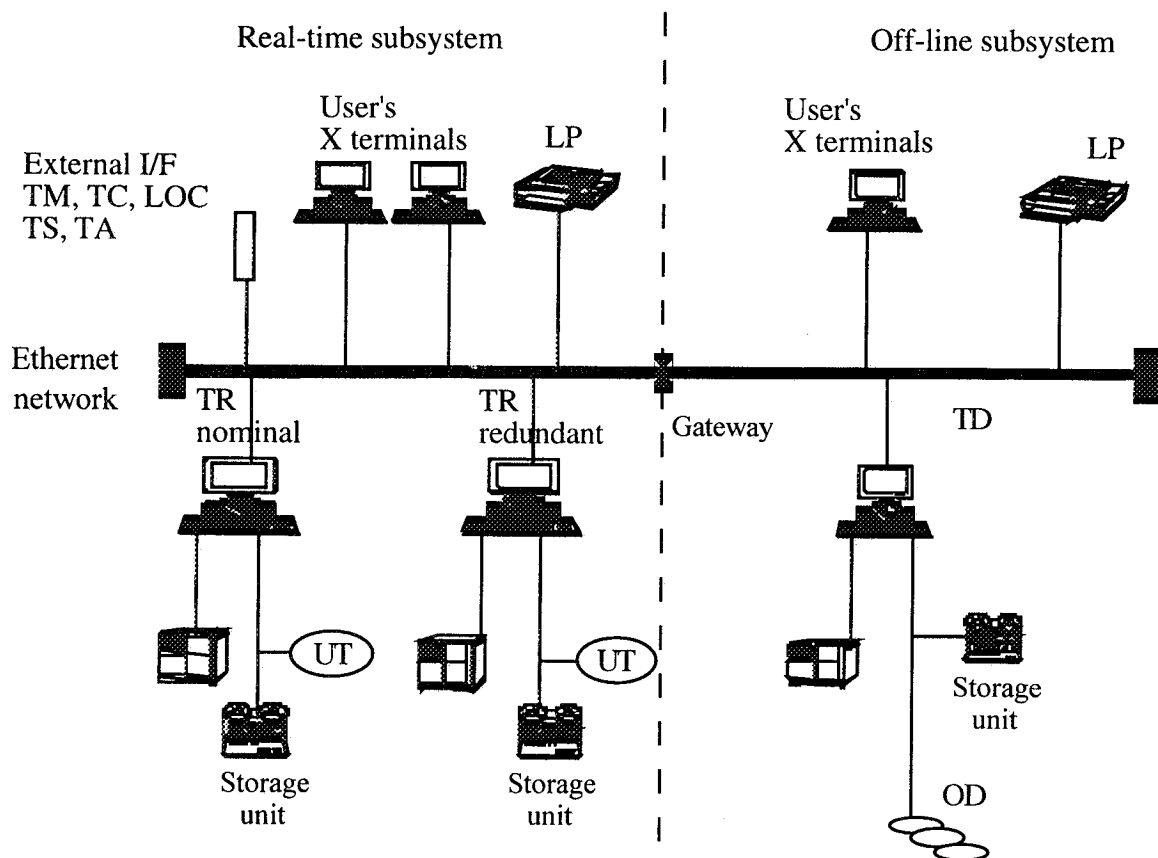 Real-time subsystem
Off-line subsystem
User's
X terminals
LP
External I/F
TM, TC, LOC
TS, TA
User's
X terminals
LP
Ethernet
network
TR
nominal
TR
redundant
Gateway
TD
UT
UT
Storage
unit
Storage
unit
Storage
unit
OD